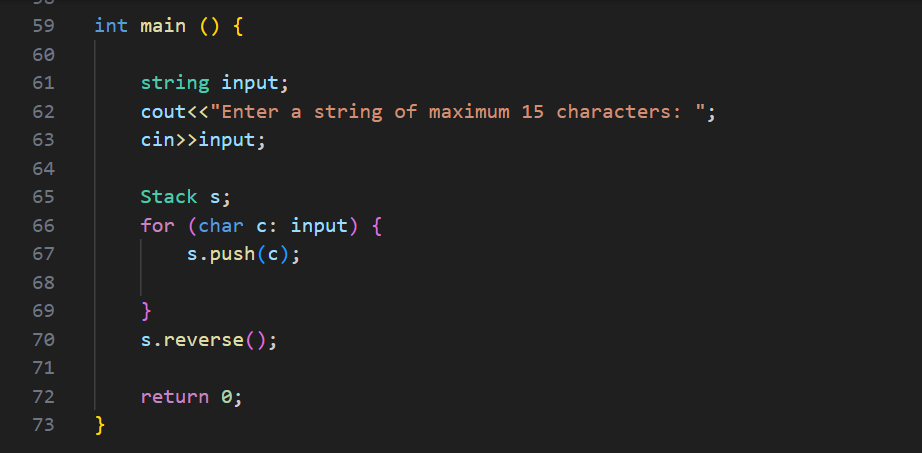 59 int main () {
60
61 string input;
62 cout<<"Enter a string of maximum 15 characters: ";
63 cin>>input;
64
65 Stack s;
66 for (char c: input) {
67 s.push(c);
68
69 }
70 s.reverse();
71
72 return 0;
73 }